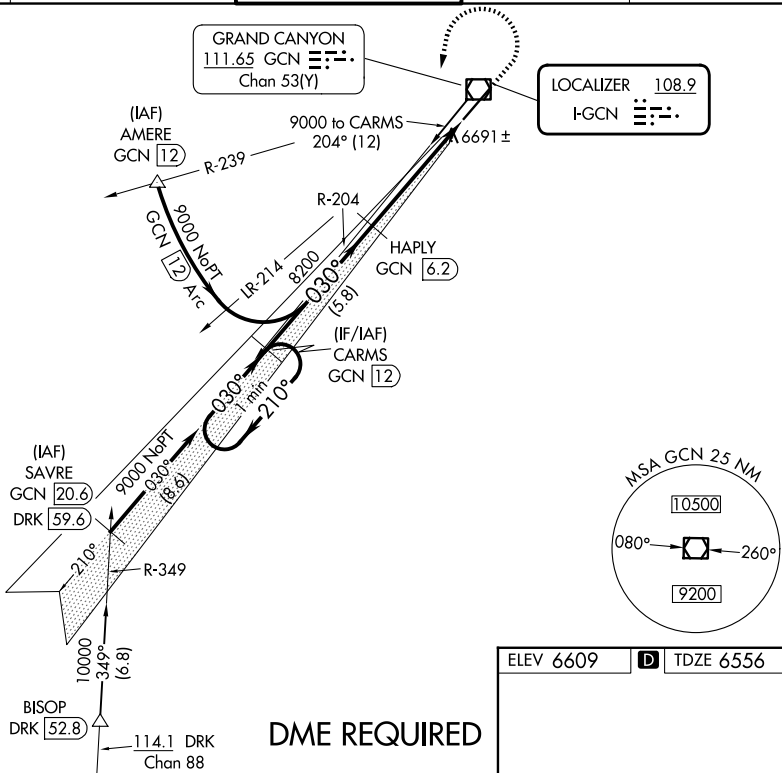 GRAND CANYON
111.65 GCN
Chan 53(Y)
LOCALIZER 108.9
I-GCN
(IAF)
AMERE
GCN 12
R-239
9000 to CARMS
204° (12)
6691 ±
R-204
HAPLY
GCN 6.2
9000 NoPT
GCN 12 Arc
LR-214
8200
030°
(5.8)
(IF/IAF)
CARMS
GCN 12
030°
1 min
210°
(IAF)
SAVRE
GCN 20.6
DRK 59.6
9000 NoPT
030°
(8.6)
210°
R-349
10000
349°
(6.8)
BISOP
DRK 52.8
114.1 DRK
Chan 88
DME REQUIRED
MSA GCN 25 NM
10500
080°
260°
9200
ELEV 6609
D
TDZE 6556